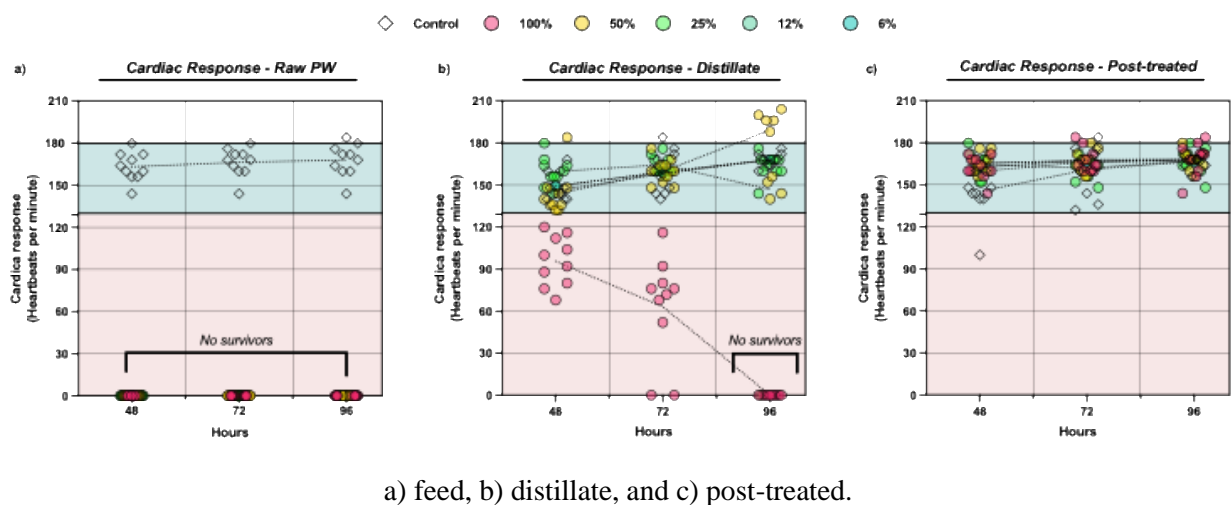 Control 100% 50% 25% 12% 6%
a)
Cardiac Response - Raw PW
Cardica response
(Heartbeats per minute)
210
180
150
120
90
60
30
0
No survivors
48 72 96
Hours
b)
Cardiac Response - Distillate
Cardica response
(Heartbeats per minute)
210
180
150
120
90
60
30
0
No survivors
48 72 96
Hours
c)
Cardiac Response - Post-treated
Cardica response
(Heartbeats per minute)
210
180
150
120
90
60
30
0
48 72 96
Hours
a) feed, b) distillate, and c) post-treated.